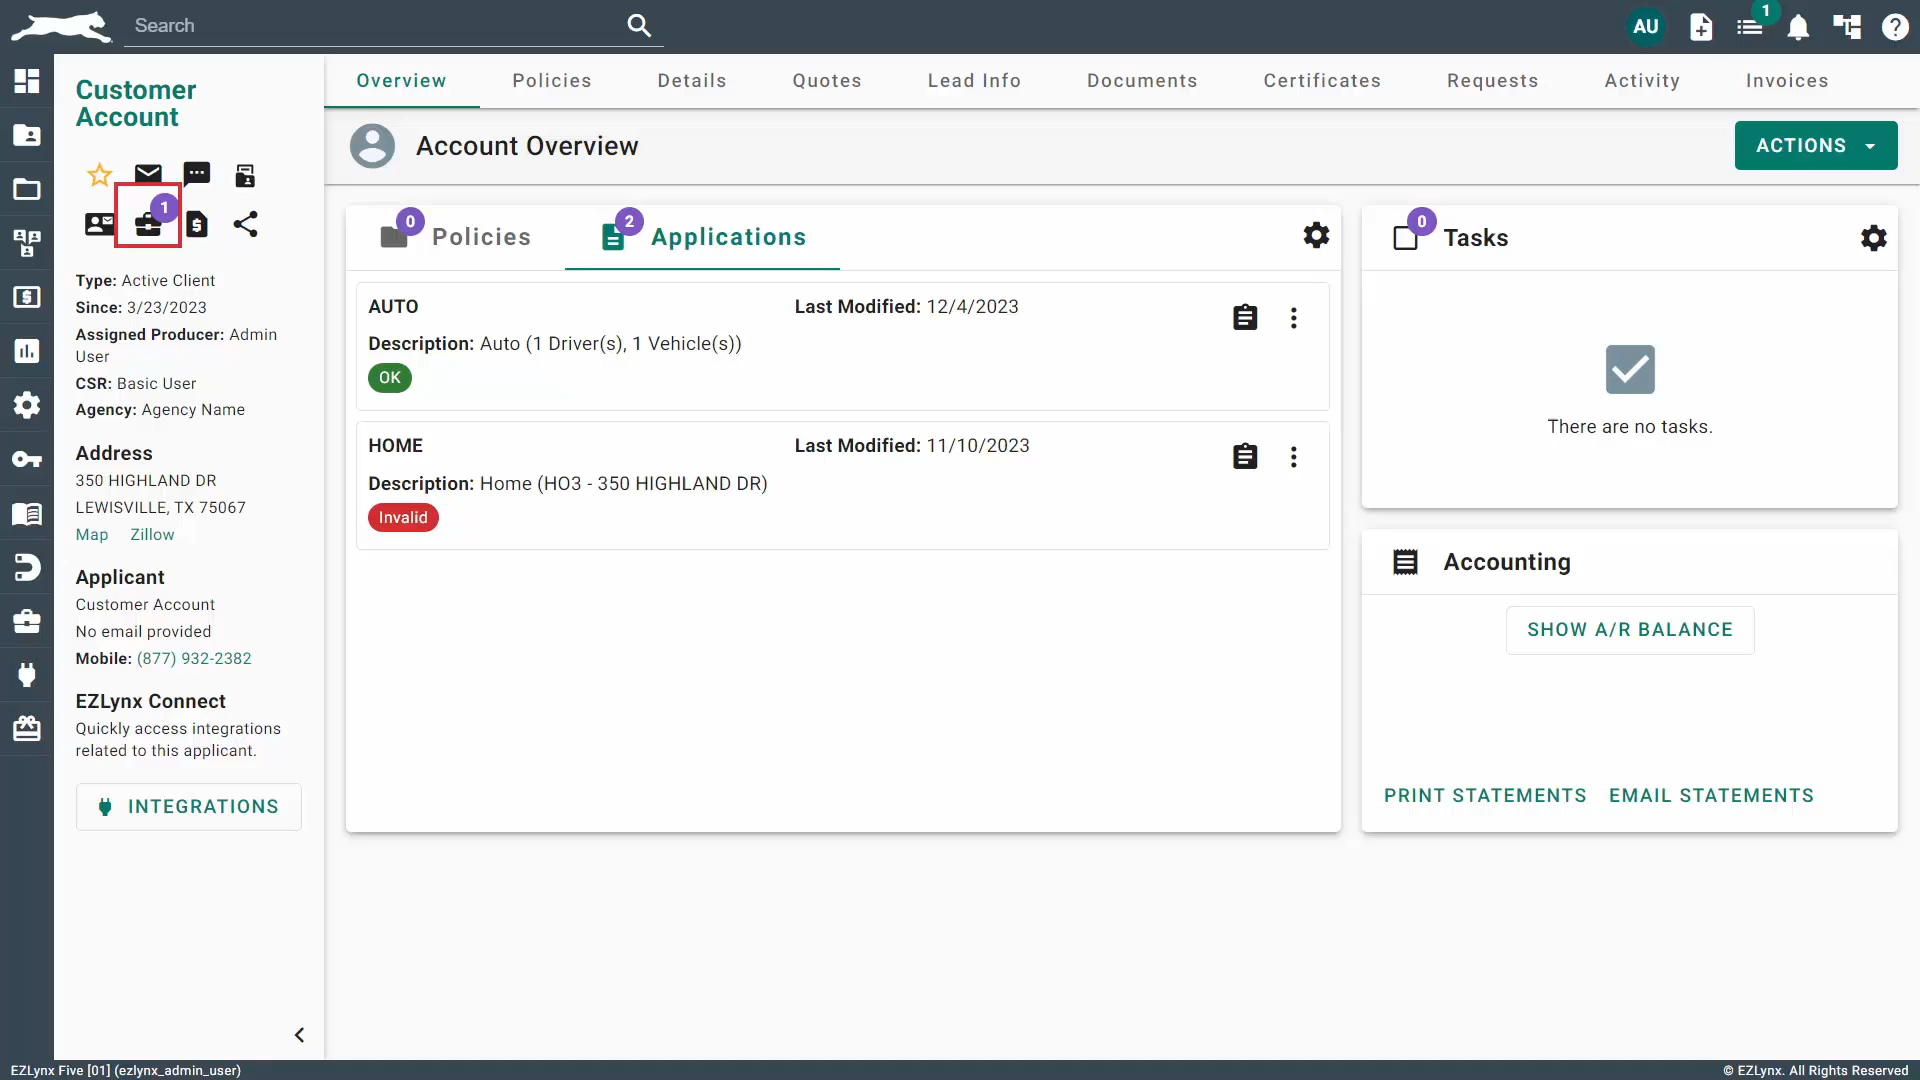 Search
AU
1
Customer
Account
1
Type: Active Client
Since: 3/23/2023
Assigned Producer: Admin
User
CSR: Basic User
Agency: Agency Name
Address
350 HIGHLAND DR
LEWISVILLE, TX 75067
Map Zillow
Applicant
Customer Account
No email provided
Mobile: (877) 932-2382
EZLynx Connect
Quickly access integrations
related to this applicant.
INTEGRATIONS
Overview Policies Details Quotes Lead Info Documents Certificates Requests Activity Invoices
Account Overview
ACTIONS
0 Policies 2 Applications
AUTO Last Modified: 12/4/2023
Description: Auto (1 Driver(s), 1 Vehicle(s))
OK
HOME Last Modified: 11/10/2023
Description: Home (HO3 - 350 HIGHLAND DR)
Invalid
0 Tasks
There are no tasks.
Accounting
SHOW A/R BALANCE
PRINT STATEMENTS EMAIL STATEMENTS
EZLynx Five [01] (ezlynx_admin_user)
© EZLynx. All Rights Reserved